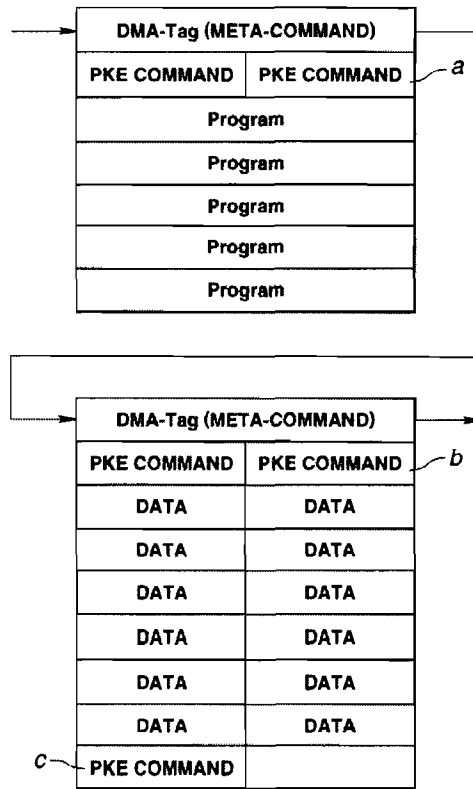 DMA-Tag (META-COMMAND)
PKE COMMAND PKE COMMAND a
Program
Program
Program
Program
Program
DMA-Tag (META-COMMAND)
PKE COMMAND PKE COMMAND b
DATA DATA
DATA DATA
DATA DATA
DATA DATA
DATA DATA
DATA DATA
c PKE COMMAND